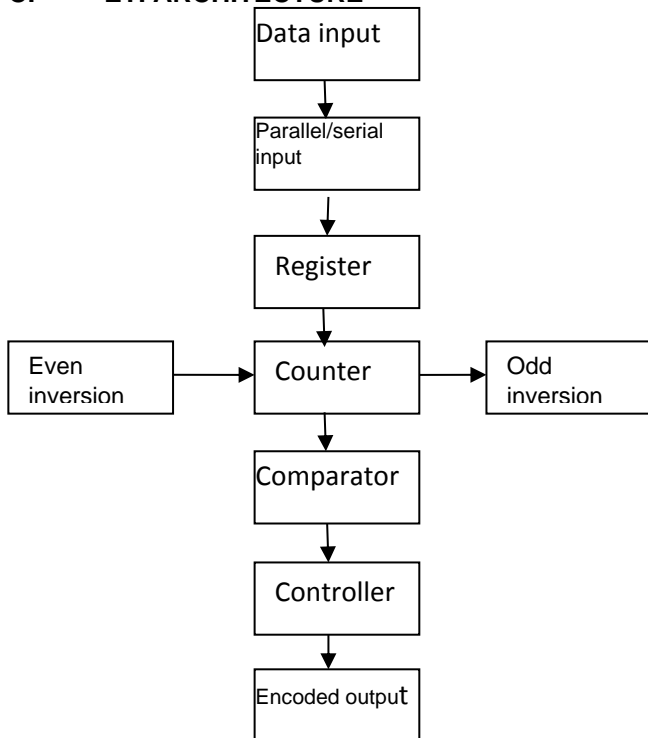 Data input
Parallel/serial
input
Register
Even
inversion
Counter
Odd
inversion
Comparator
Controller
Encoded output